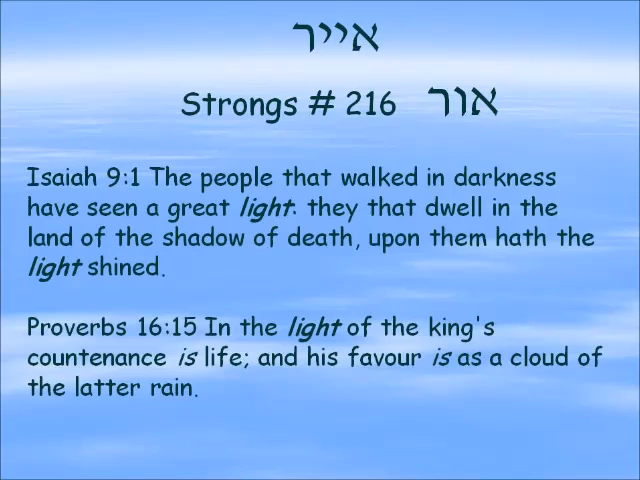 אייר
Strongs # 216 אור
Isaiah 9:1 The people that walked in darkness
have seen a great light: they that dwell in the
land of the shadow of death, upon them hath the
light shined.
Proverbs 16:15 In the light of the king's
countenance is life; and his favour is as a cloud of
the latter rain.